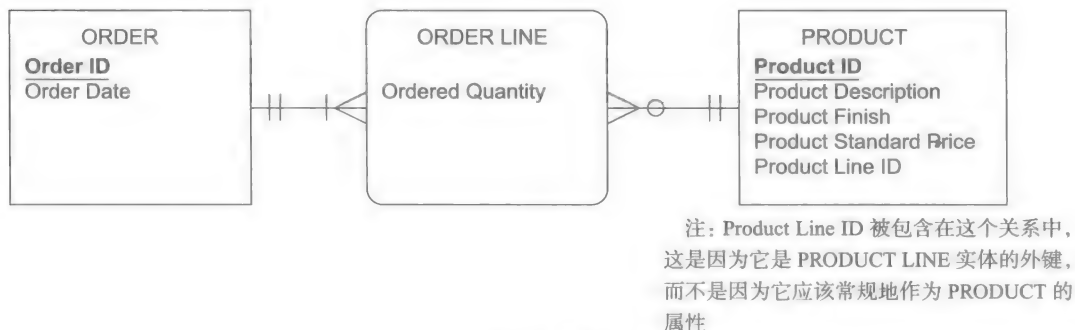 ORDER
Order ID
Order Date
ORDER LINE
Ordered Quantity
PRODUCT
Product ID
Product Description
Product Finish
Product Standard Price
Product Line ID
注：Product Line ID 被包含在这个关系中，
这是因为它是 PRODUCT LINE 实体的外键，
而不是因为它应该常规地作为 PRODUCT 的
属性